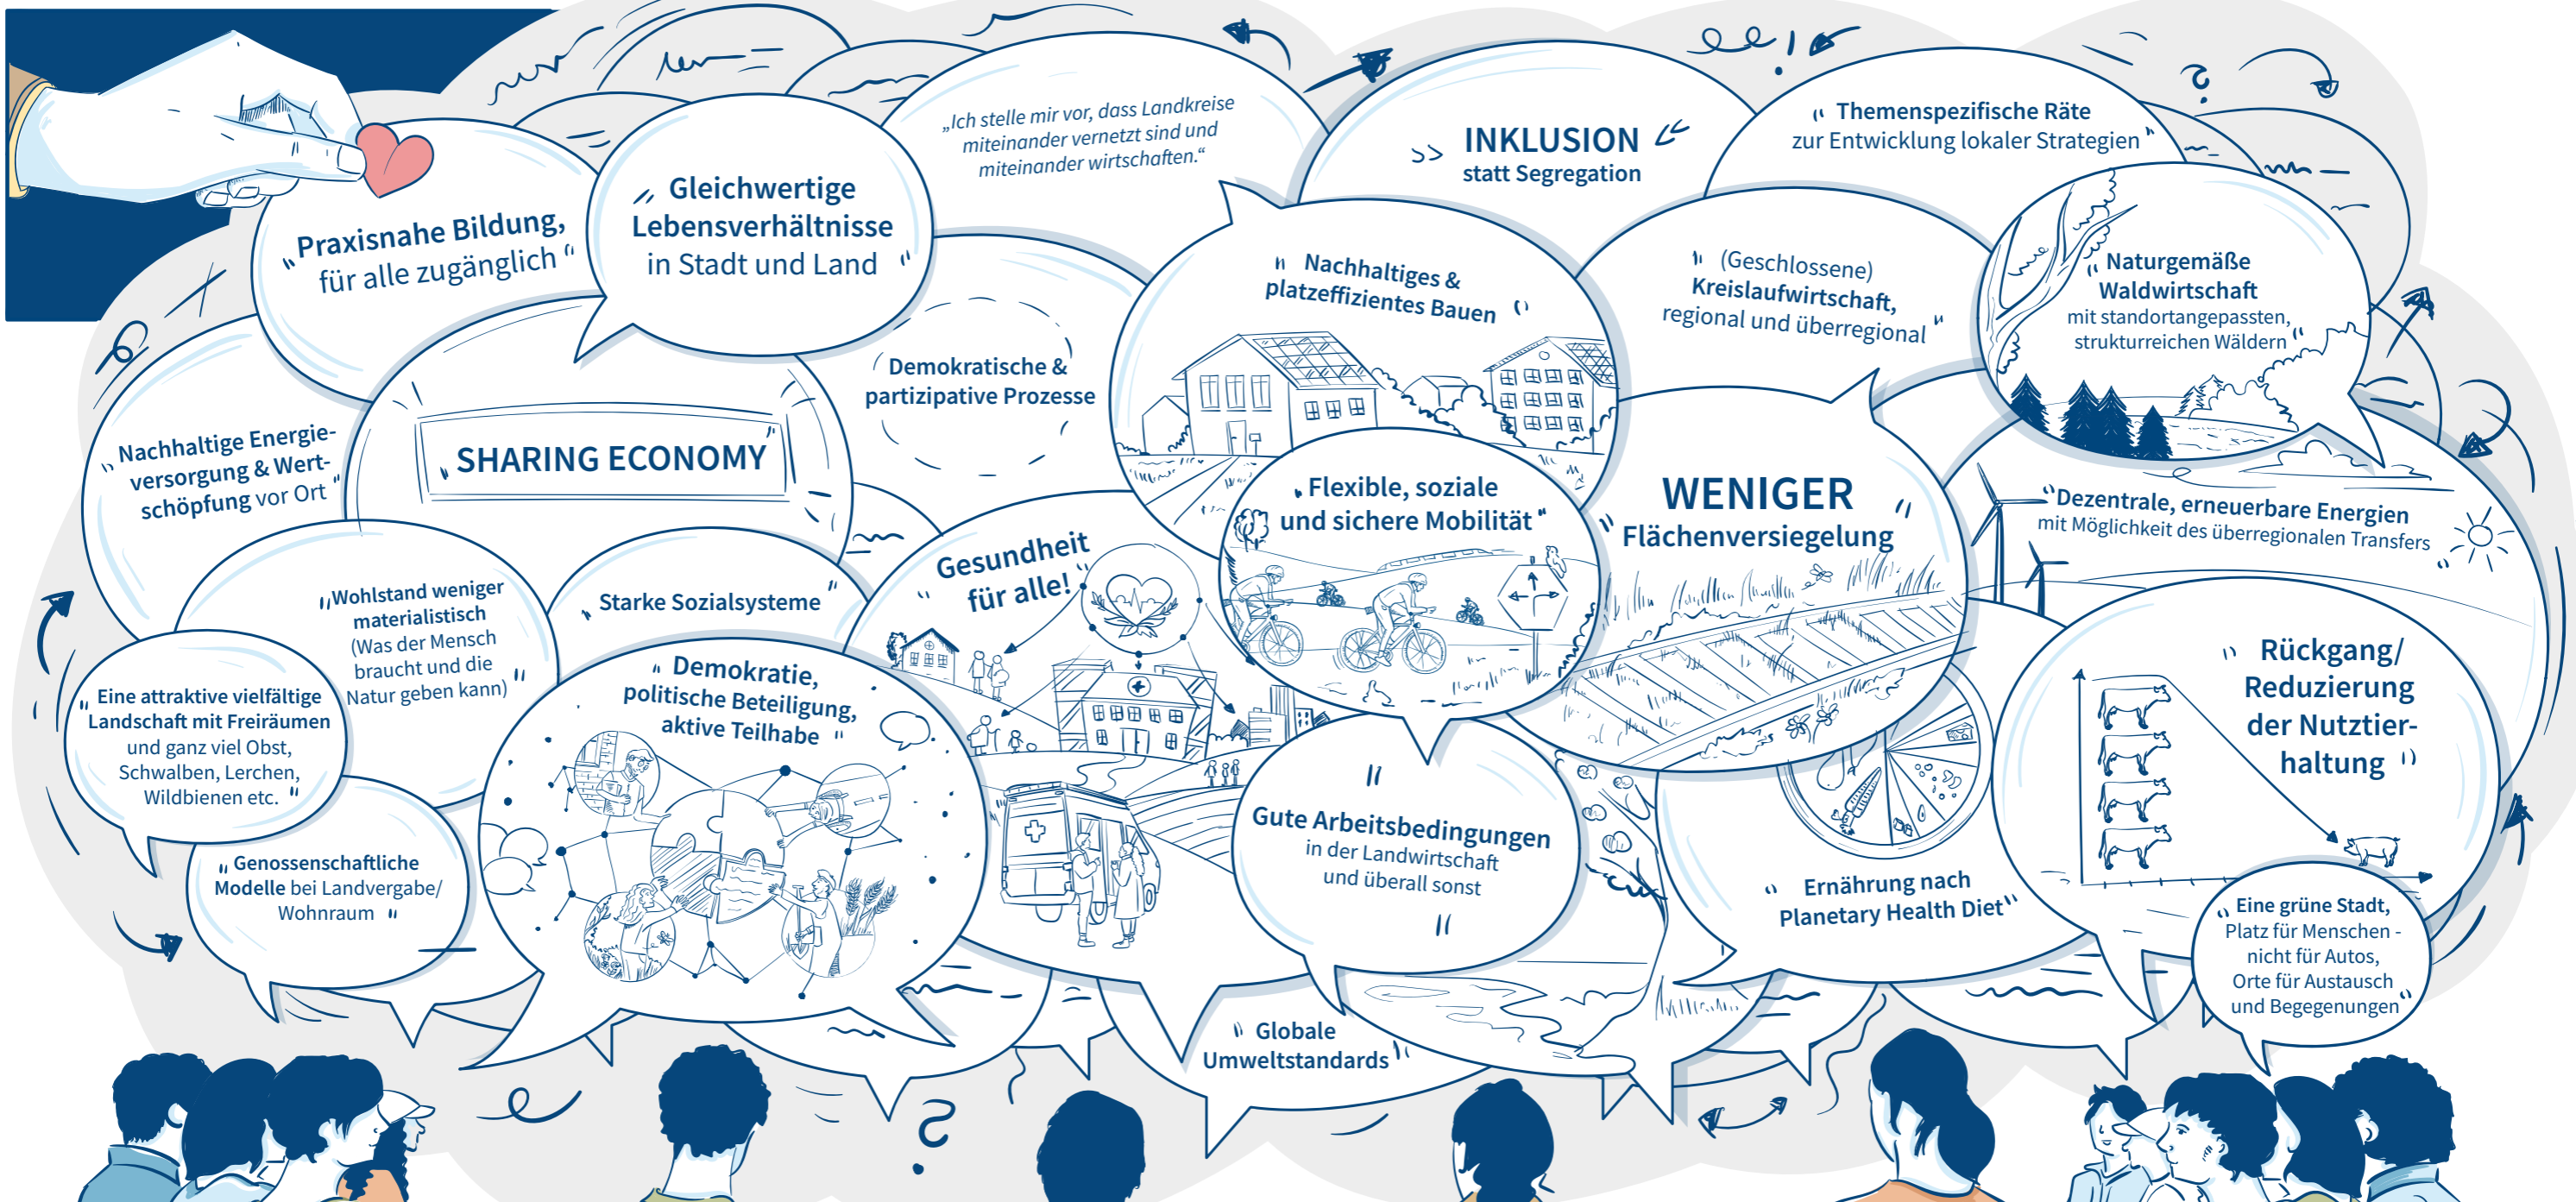 „Praxisnahe Bildung,
für alle zugänglich“
„Gleichwertige
Lebensverhältnisse
in Stadt und Land“
„Ich stelle mir vor, dass Landkreise
miteinander vernetzt sind und
miteinander wirtschaften.“
INKLUSION
statt Segregation
„Themenspezifische Räte
zur Entwicklung lokaler Strategien“
„Nachhaltiges &
platzeffizientes Bauen“
„(Geschlossene)
Kreislaufwirtschaft,
regional und überregional“
„Naturgemäße
Waldwirtschaft
mit standortangepassten,
strukturreichen Wäldern“
Demokratische &
partizipative Prozesse
„Nachhaltige Energie-
versorgung & Wert-
schöpfung vor Ort“
„SHARING ECONOMY“
„Flexible, soziale
und sichere Mobilität“
„WENIGER
Flächenversiegelung“
„Dezentrale, erneuerbare Energien
mit Möglichkeit des überregionalen Transfers“
„Gesundheit
für alle!“
„Wohlstand weniger
materialistisch
(Was der Mensch
braucht und die
Natur geben kann)“
„Starke Sozialsysteme“
„Demokratie,
politische Beteiligung,
aktive Teilhabe“
„Eine attraktive vielfältige
Landschaft mit Freiräumen
und ganz viel Obst,
Schwalben, Lerchen,
Wildbienen etc.“
„Genossenschaftliche
Modelle bei Landvergabe/
Wohnraum“
„Gute Arbeitsbedingungen
in der Landwirtschaft
und überall sonst“
„Ernährung nach
Planetary Health Diet“
„Rückgang/
Reduzierung
der Nutztier-
haltung“
„Eine grüne Stadt,
Platz für Menschen -
nicht für Autos,
Orte für Austausch
und Begegenungen“
„Globale
Umweltstandards“